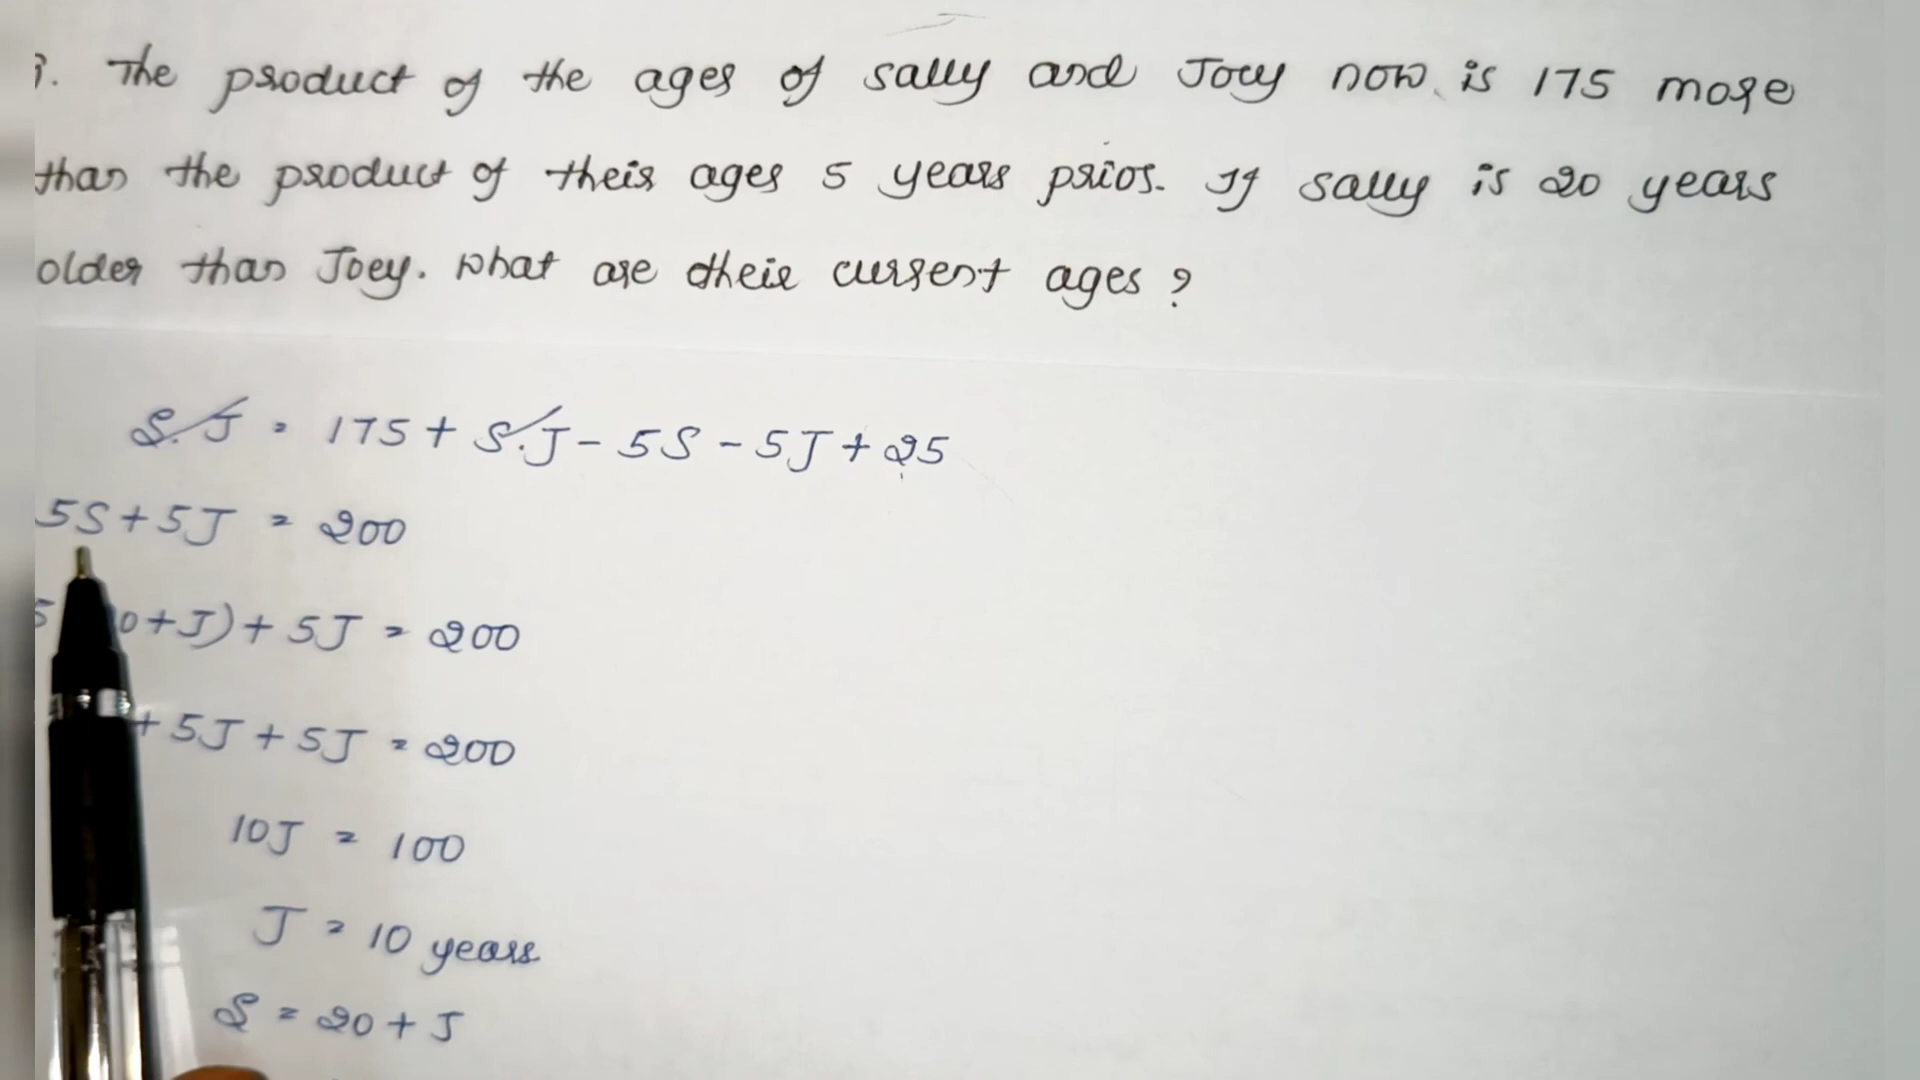 The product of the ages of sally and Joey now is 175 more
than the product of their ages 5 years prior. If sally is 20 years
older than Joey. what are their current ages ?
S.J = 175 + S.J - 5S - 5J + 25
5S + 5J = 200
0+J) + 5J = 200
+ 5J + 5J = 200
10J = 100
J = 10 years
S = 20 + J